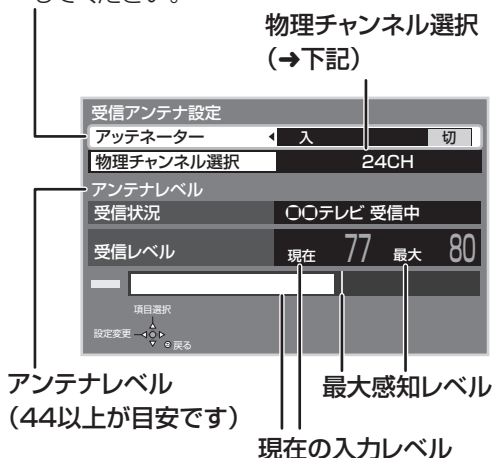 してください。
物理チャンネル選択
(➜下記)
受信アンテナ設定
アッテネーター 入 切
物理チャンネル選択 24CH
アンテナレベル
受信状況 〇〇テレビ 受信中
受信レベル 現在 77 最大 80
項目選択
設定変更
戻る
アンテナレベル
(44以上が目安です)
最大感知レベル
現在の入力レベル